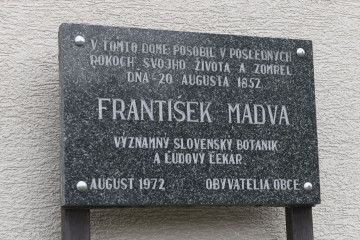 V TOMTO DOME PÔSOBIL V POSLEDNÝCH
ROKOCH SVOJHO ŽIVOTA A ZOMREL
DŇA 20 AUGUSTA 1852
FRANTIŠEK MADVA
VÝZNAMNÝ SLOVENSKÝ BOTANIK
A ĽUDOVÝ LEKÁR
AUGUST 1972 OBYVATELIA OBCE